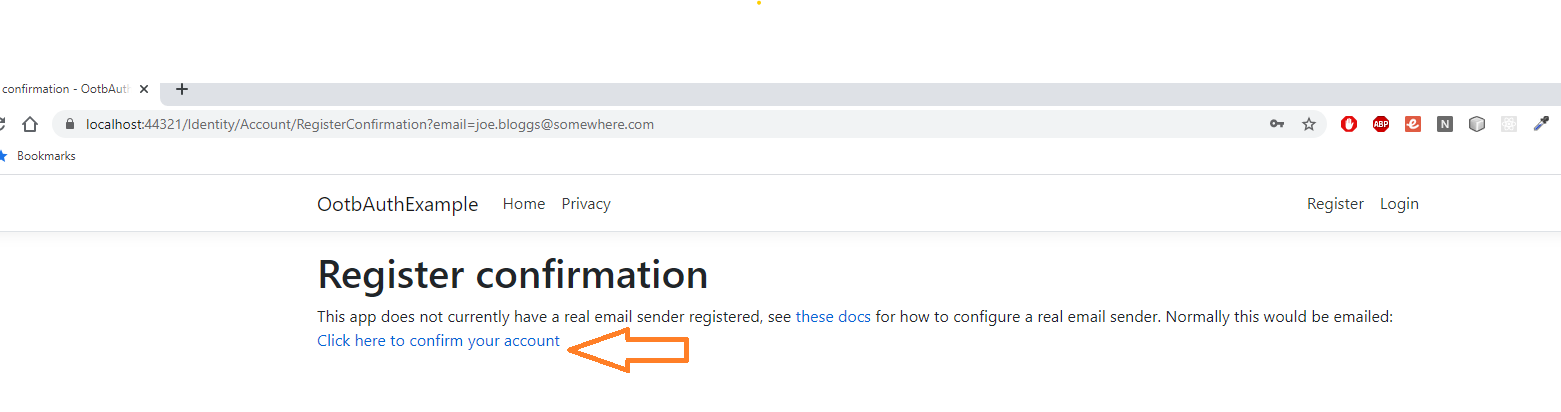 confirmation - OotbAuth
localhost:44321/Identity/Account/RegisterConfirmation?email=joe.bloggs@somewhere.com
ABP
N
Bookmarks
OotbAuthExample Home Privacy Register Login
Register confirmation
This app does not currently have a real email sender registered, see these docs for how to configure a real email sender. Normally this would be emailed:
Click here to confirm your account